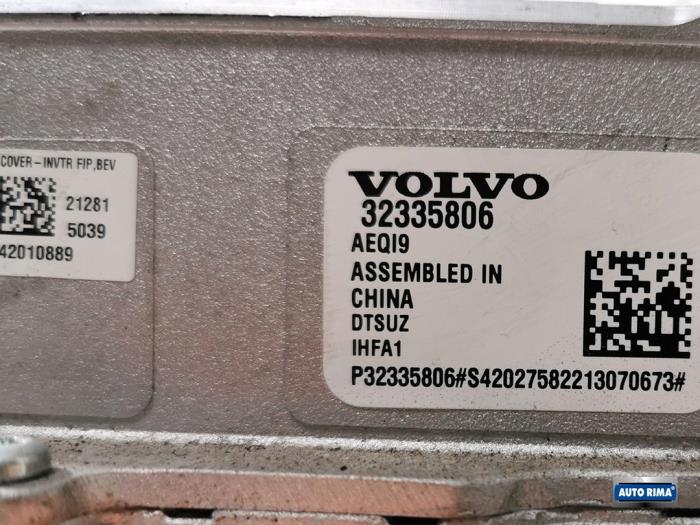 COVER-INVTR FIP,BEV
21281
5039
42010889
VOLVO
32335806
AEQI9
ASSEMBLED IN
CHINA
DTSUZ
IHFA1
P32335806#S42027582213070673#
AUTO RIMA